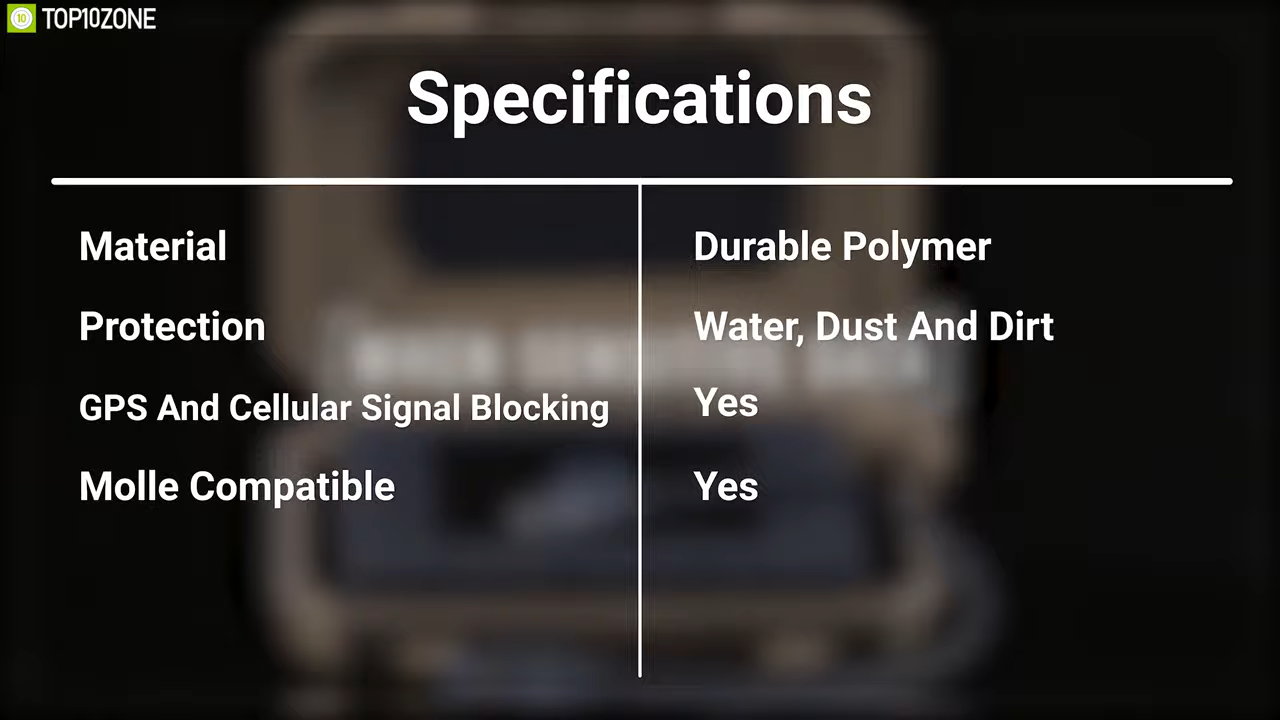 TOP10ZONE
Specifications
Material Durable Polymer
Protection Water, Dust And Dirt
GPS And Cellular Signal Blocking Yes
Molle Compatible Yes